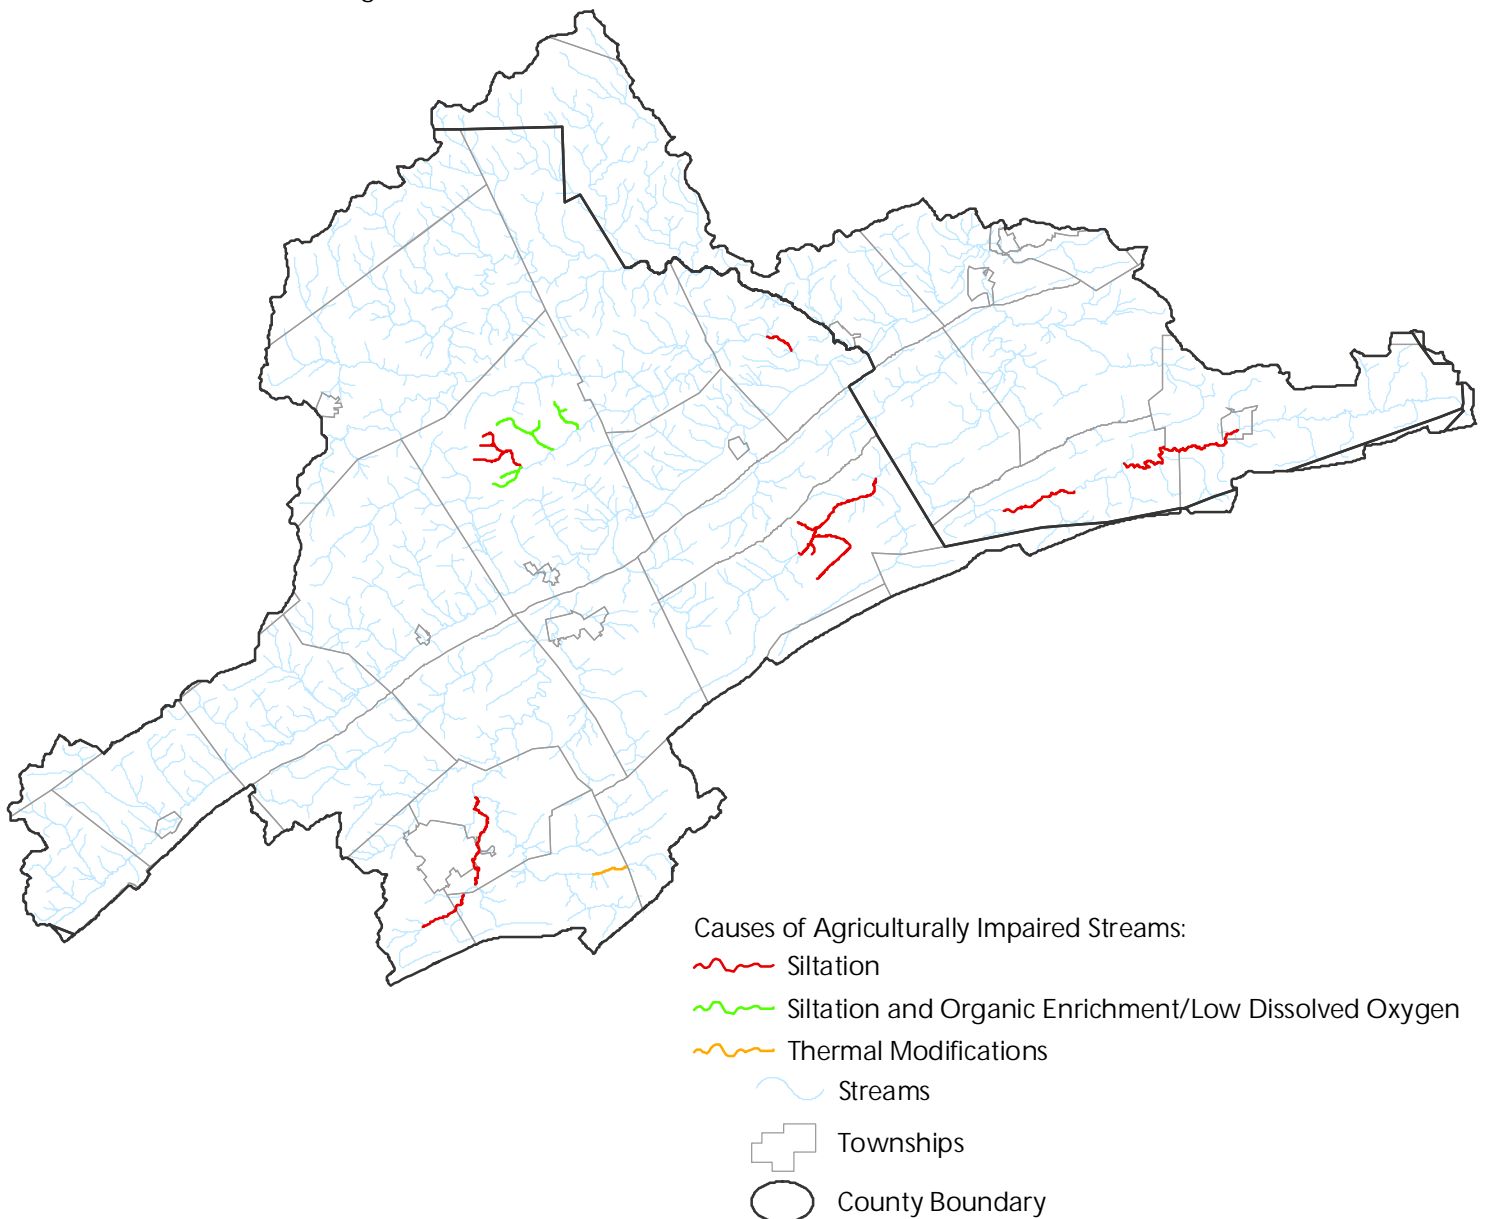 Causes of Agriculturally Impaired Streams:
Siltation
Siltation and Organic Enrichment/Low Dissolved Oxygen
Thermal Modifications
Streams
Townships
County Boundary